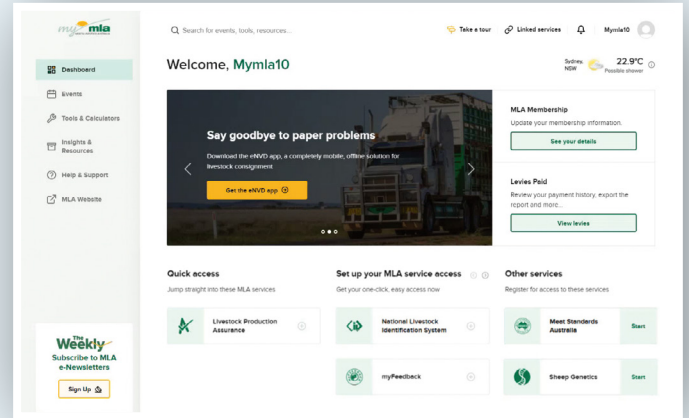 my mla
Search for events, tools, resources...
Take a tour
Linked services
Mymla10
Dashboard
Events
Tools & Calculators
Insights &
Resources
Help & Support
MLA Website
Welcome, Mymla10
Sydney,
NSW
22.9°C
Possible shower
Say goodbye to paper problems
Download the eNVD app, a completely mobile, offline solution for
livestock consignment
Get the eNVD app
MLA Membership
Update your membership information.
See your details
Levies Paid
Review your payment history, export the
report and more...
View levies
Quick access
Jump straight into these MLA services
Livestock Production
Assurance
Set up your MLA service access
Get your one-click, easy access now
National Livestock
Identification System
myFeedback
Other services
Register for access to these services
Meat Standards
Australia
Start
Sheep Genetics
Start
The
Weekly
Subscribe to MLA
e-Newsletters
Sign Up